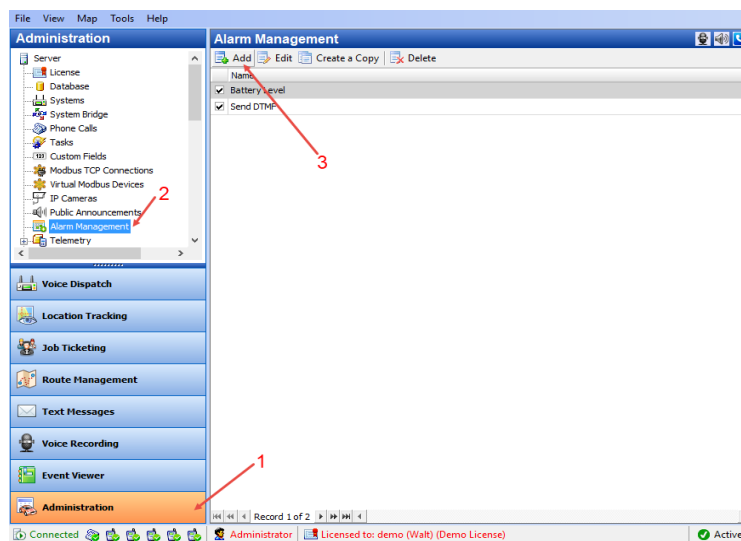 File View Map Tools Help
Administration
Server
License
Database
Systems
System Bridge
Phone Calls
Tasks
Custom Fields
Modbus TCP Connections
Virtual Modbus Devices
IP Cameras
Public Announcements
Alarm Management
Telemetry
2
Voice Dispatch
Location Tracking
Job Ticketing
Route Management
Text Messages
Voice Recording
Event Viewer
Administration
1
Alarm Management
Add Edit Create a Copy Delete
Name
Battery Level
Send DTMF
3
Record 1 of 2
Connected Administrator Licensed to: demo (Walt) (Demo License) Active